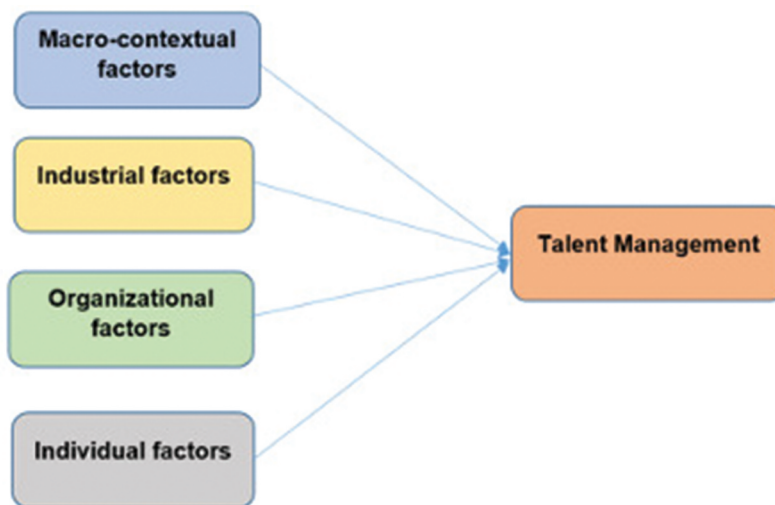 Macro-contextual
factors
Industrial factors
Organizational
factors
Individual factors
Talent Management